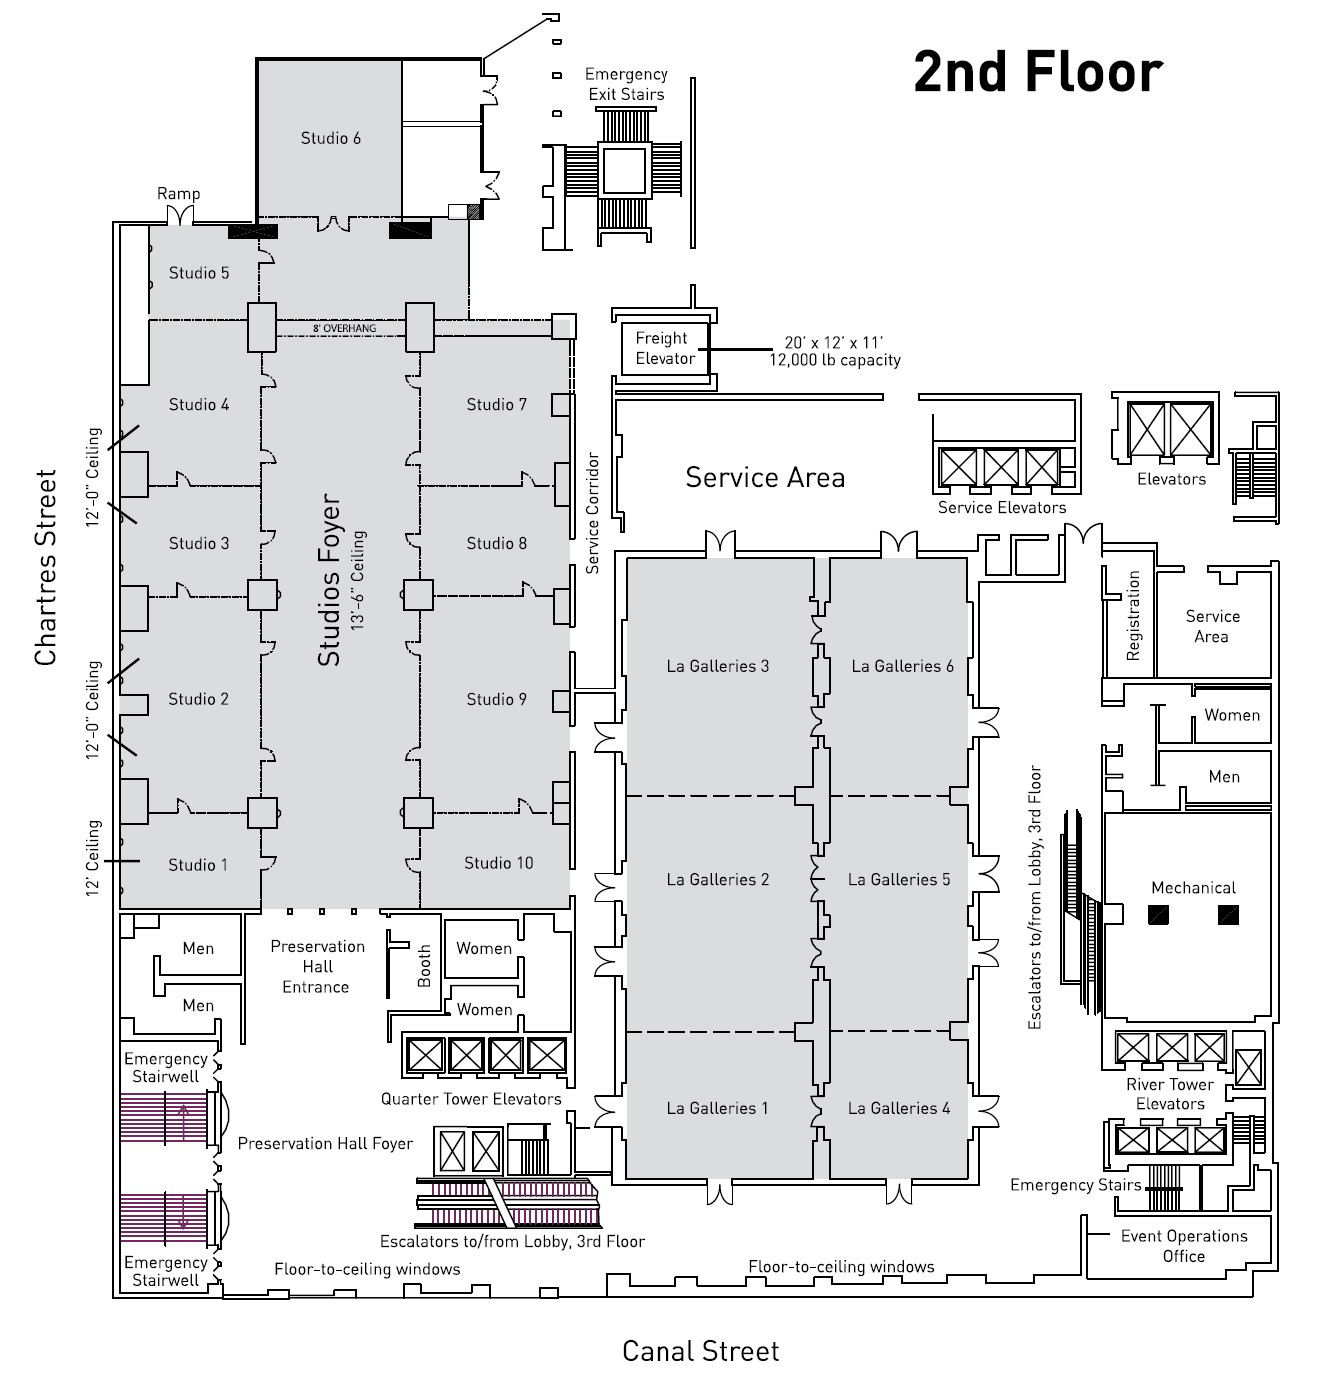 2nd Floor
Emergency
Exit Stairs
Studio 6
Ramp
Studio 5
8' OVERHANG
Freight
Elevator
20' x 12' x 11'
12,000 lb capacity
Studio 4
Studio 7
12'-0" Ceiling
Chartres Street
Service Corridor
Service Area
Service Elevators
Elevators
Studio 3
Studios Foyer
13'-6" Ceiling
Studio 8
Registration
Service
Area
La Galleries 3
La Galleries 6
Studio 2
Studio 9
12'-0" Ceiling
Women
Men
Escalators to/from Lobby, 3rd Floor
12' Ceiling
Studio 1
Studio 10
La Galleries 2
La Galleries 5
Mechanical
Men
Preservation
Hall
Entrance
Booth
Women
Men
Women
Emergency
Stairwell
Quarter Tower Elevators
River Tower
Elevators
La Galleries 1
La Galleries 4
Preservation Hall Foyer
Emergency Stairs
Escalators to/from Lobby, 3rd Floor
Event Operations
Office
Emergency
Stairwell
Floor-to-ceiling windows
Floor-to-ceiling windows
Canal Street